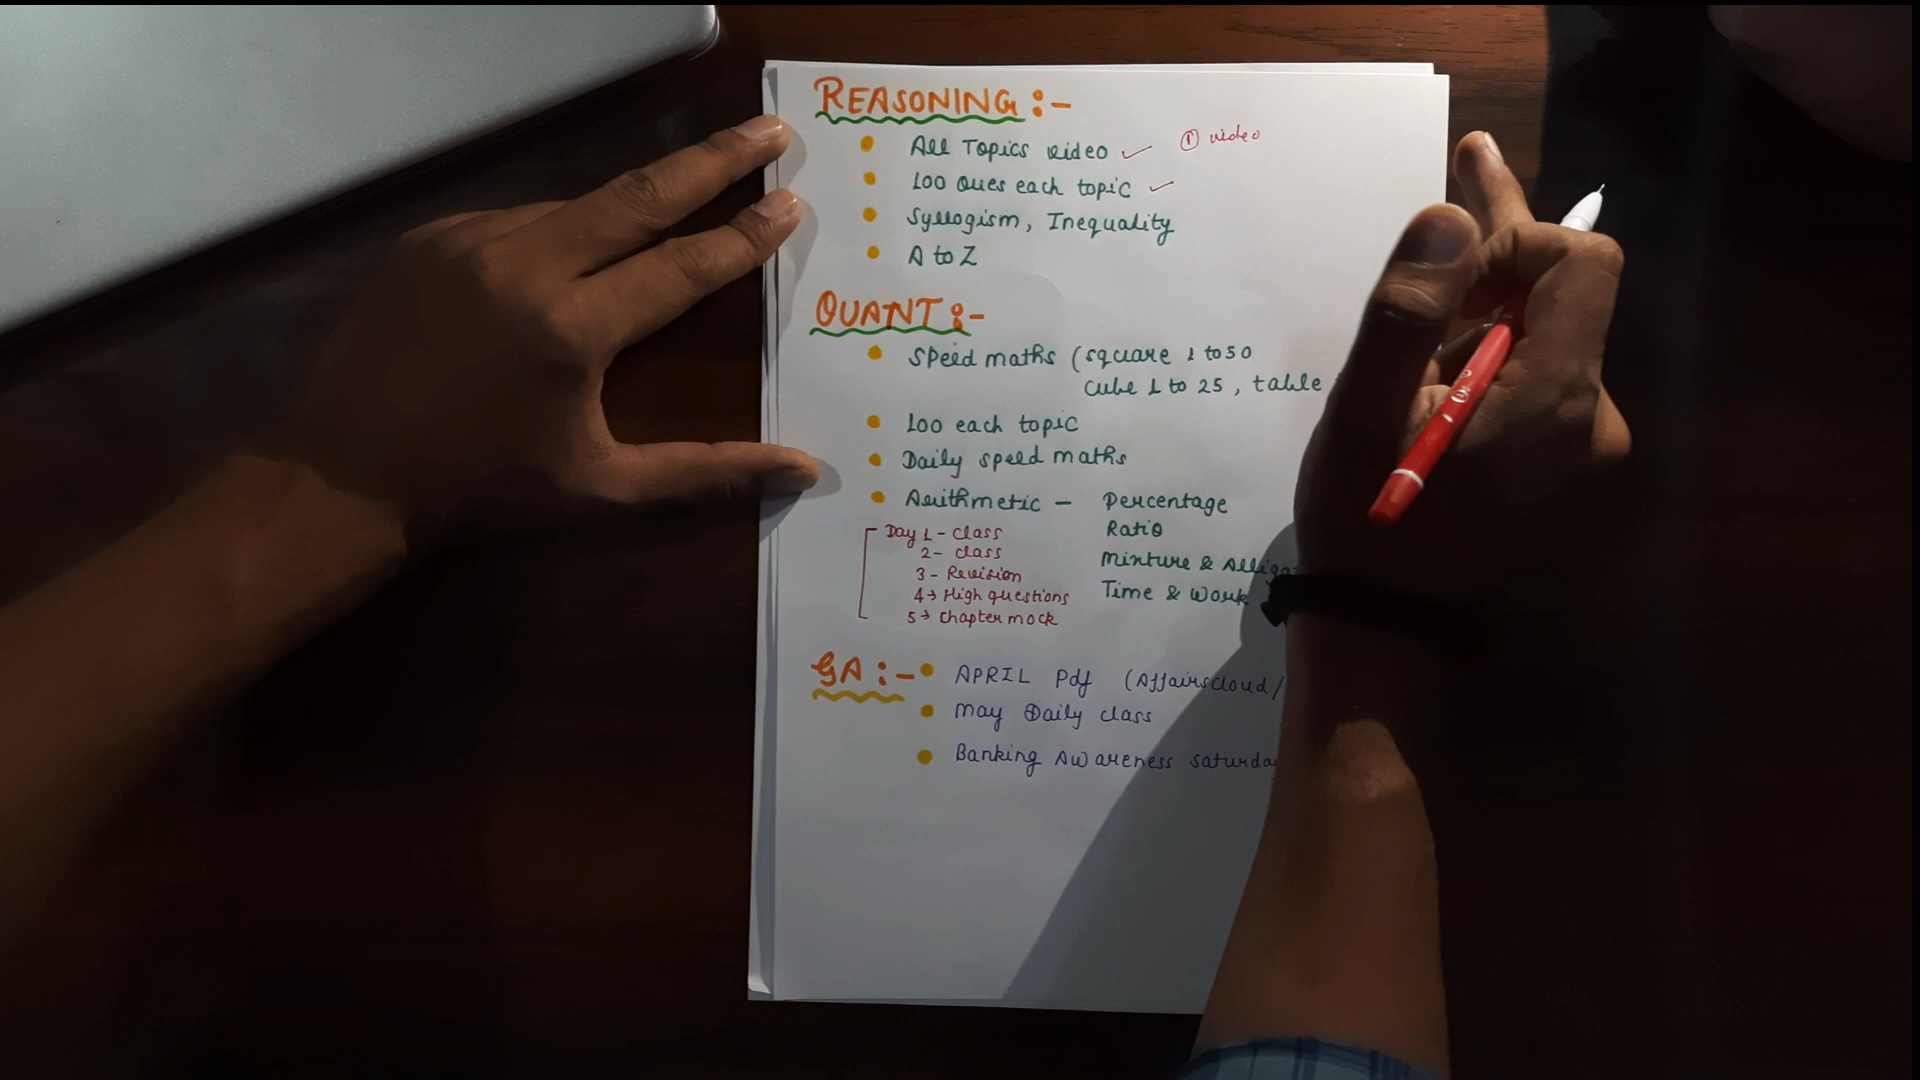 REASONING :-
All Topics video ✓ ① video
100 Ques each topic ✓
Syllogism, Inequality
A to Z
QUANT :-
Speed maths (square 1 to 50
cube 1 to 25, table
100 each topic
Daily speed maths
Arithmetic - Percentage
Ratio
Day 1 - Class
2 - class
3 - Revision
4 → High questions
5 → Chapter mock
Mixture &
Time & Work
GA :-
APRIL Pdf (Affairscloud/
May Daily class
Banking Awareness